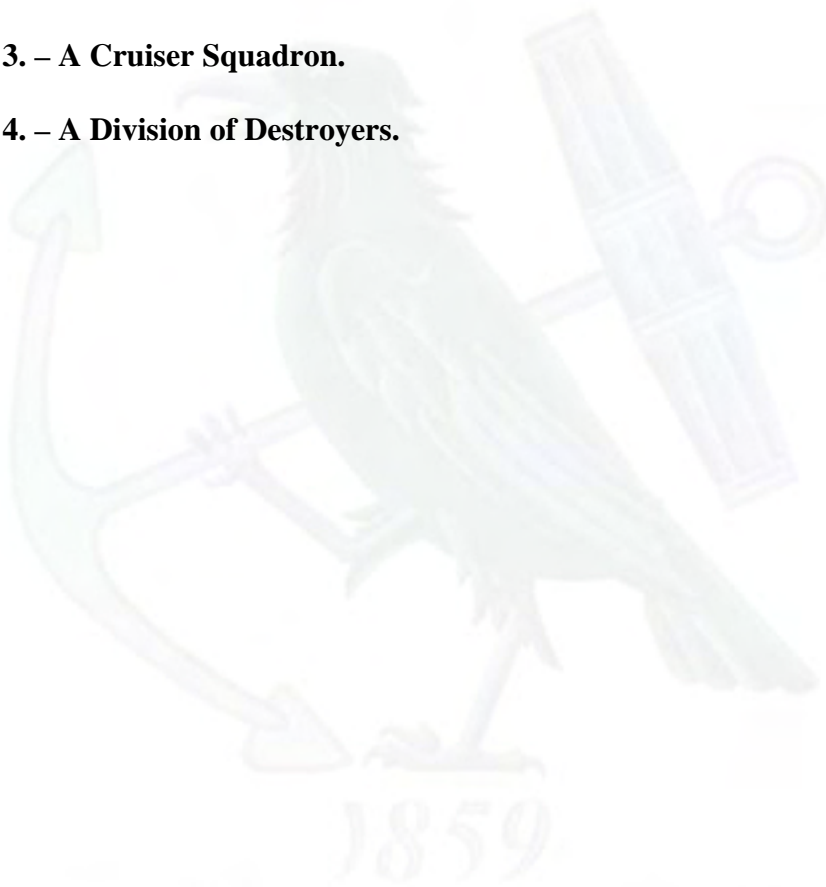 3. – A Cruiser Squadron.
4. – A Division of Destroyers.
1859